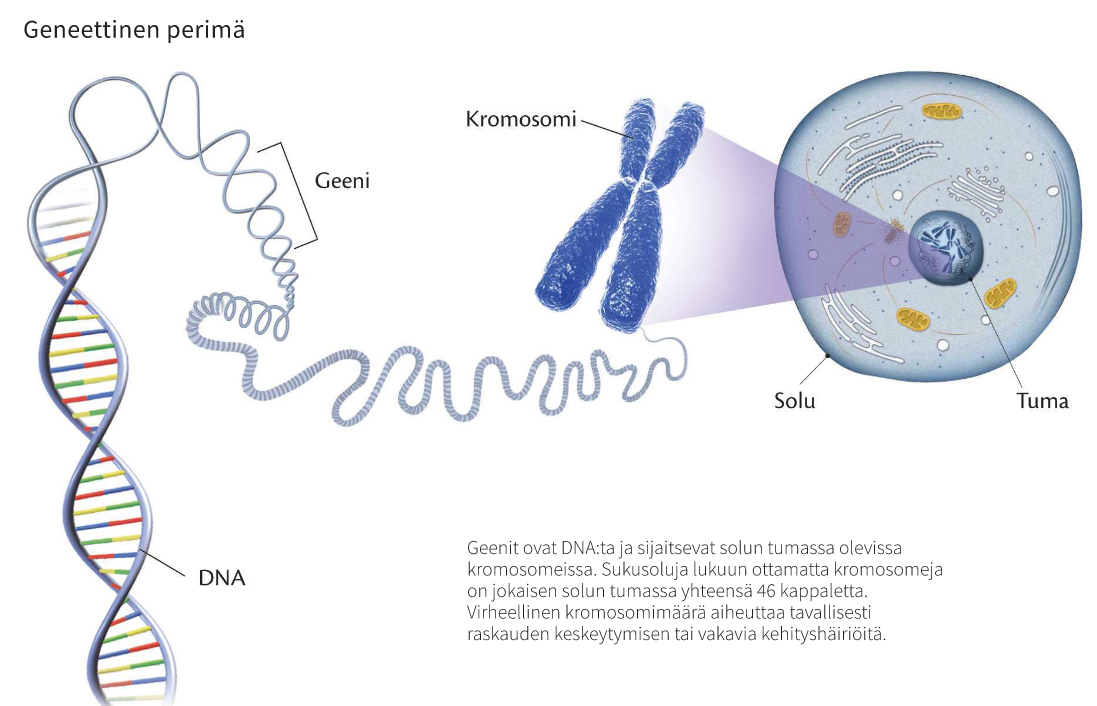 Geneettinen perimä
Kromosomi
Geeni
Solu
Tuma
DNA
Geenit ovat DNA:ta ja sijaitsevat solun tumassa olevissa
kromosomeissa. Sukusoluja lukuun ottamatta kromosomeja
on jokaisen solun tumassa yhteensä 46 kappaletta.
Virheellinen kromosomimäärä aiheuttaa tavallisesti
raskauden keskeytymisen tai vakavia kehityshäiriöitä.